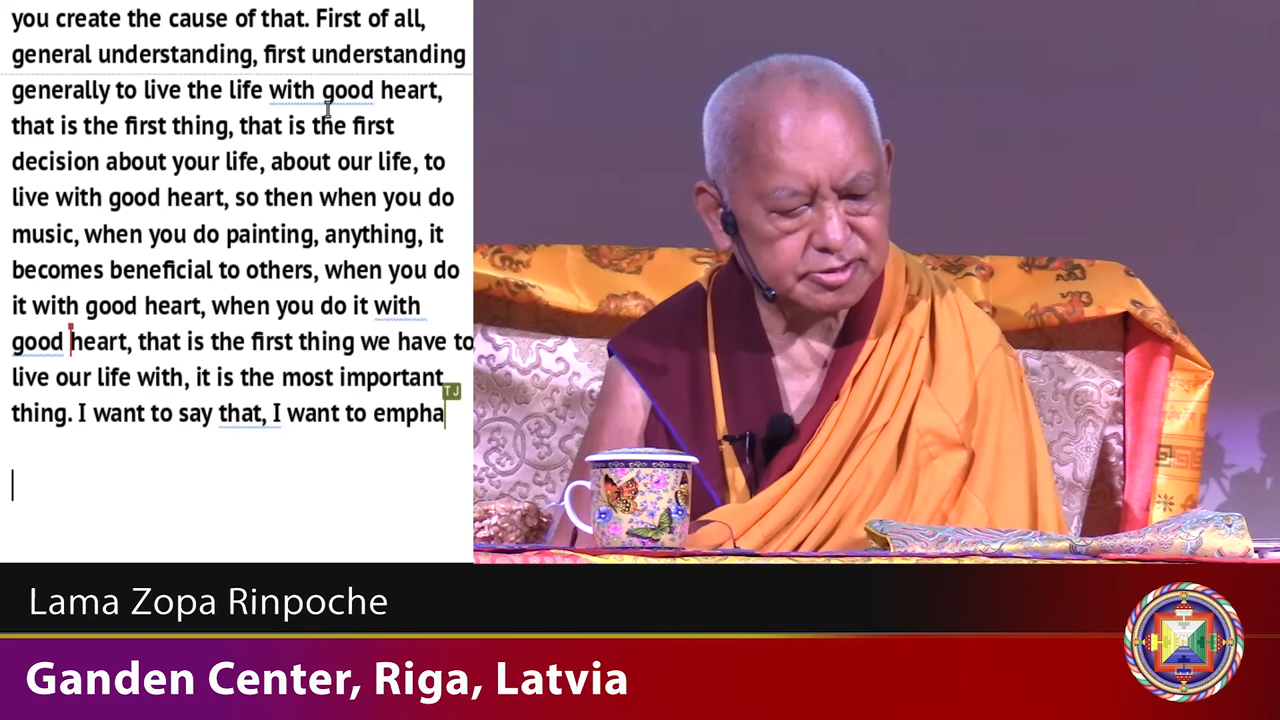 you create the cause of that. First of all,
general understanding, first understanding
generally to live the life with good heart,
that is the first thing, that is the first
decision about your life, about our life, to
live with good heart, so then when you do
music, when you do painting, anything, it
becomes beneficial to others, when you do
it with good heart, when you do it with
good heart, that is the first thing we have to
live our life with, it is the most important
TJ
thing. I want to say that, I want to empha
Lama Zopa Rinpoche
Ganden Center, Riga, Latvia